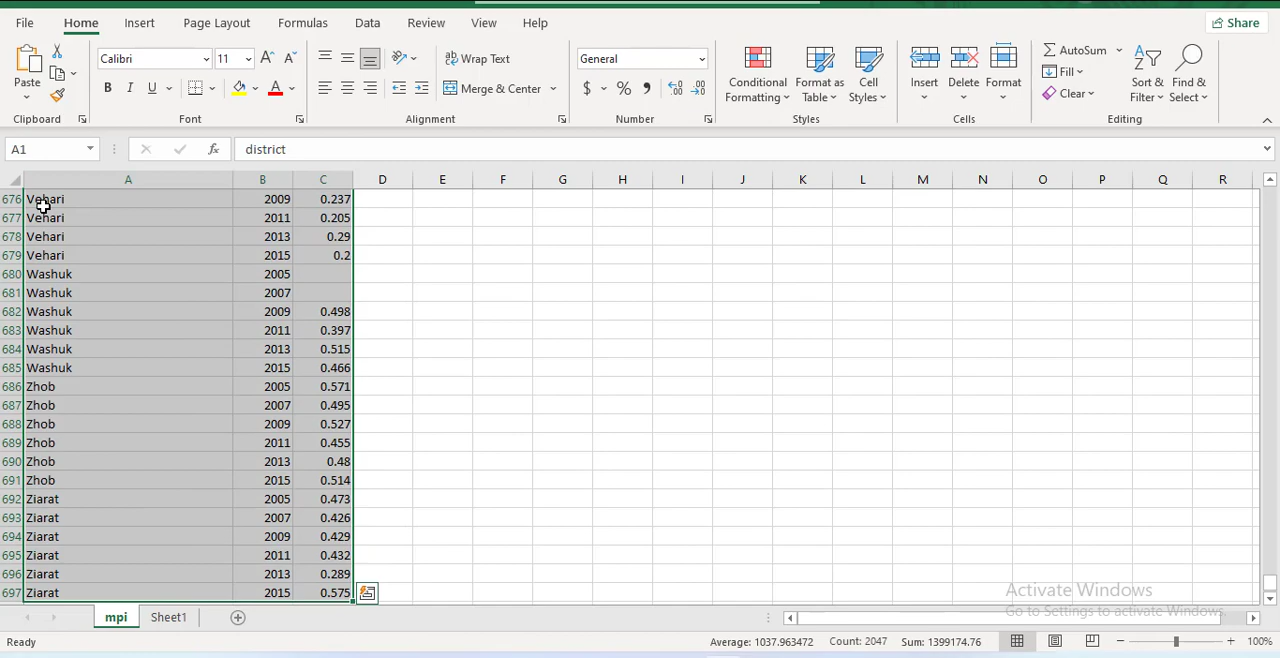 File Home Insert Page Layout Formulas Data Review View Help Share
Calibri 11 Wrap Text General AutoSum
Paste Conditional Format as Cell Insert Delete Format Fill Sort & Find &
B I U Merge & Center $ % Formatting Table Styles Clear Filter Select
Clipboard Font Alignment Number Styles Cells Editing
A1 fx district
A B C D E F G H I J K L M N O P Q R
676 Vehari 2009 0.237
677 Vehari 2011 0.205
678 Vehari 2013 0.29
679 Vehari 2015 0.2
680 Washuk 2005
681 Washuk 2007
682 Washuk 2009 0.498
683 Washuk 2011 0.397
684 Washuk 2013 0.515
685 Washuk 2015 0.466
686 Zhob 2005 0.571
687 Zhob 2007 0.495
688 Zhob 2009 0.527
689 Zhob 2011 0.455
690 Zhob 2013 0.48
691 Zhob 2015 0.514
692 Ziarat 2005 0.473
693 Ziarat 2007 0.426
694 Ziarat 2009 0.429
695 Ziarat 2011 0.432
696 Ziarat 2013 0.289
697 Ziarat 2015 0.575
Activate Windows
Go to Settings to activate Windows.
mpi Sheet1
Ready Average: 1037.963472 Count: 2047 Sum: 1399174.76 100%